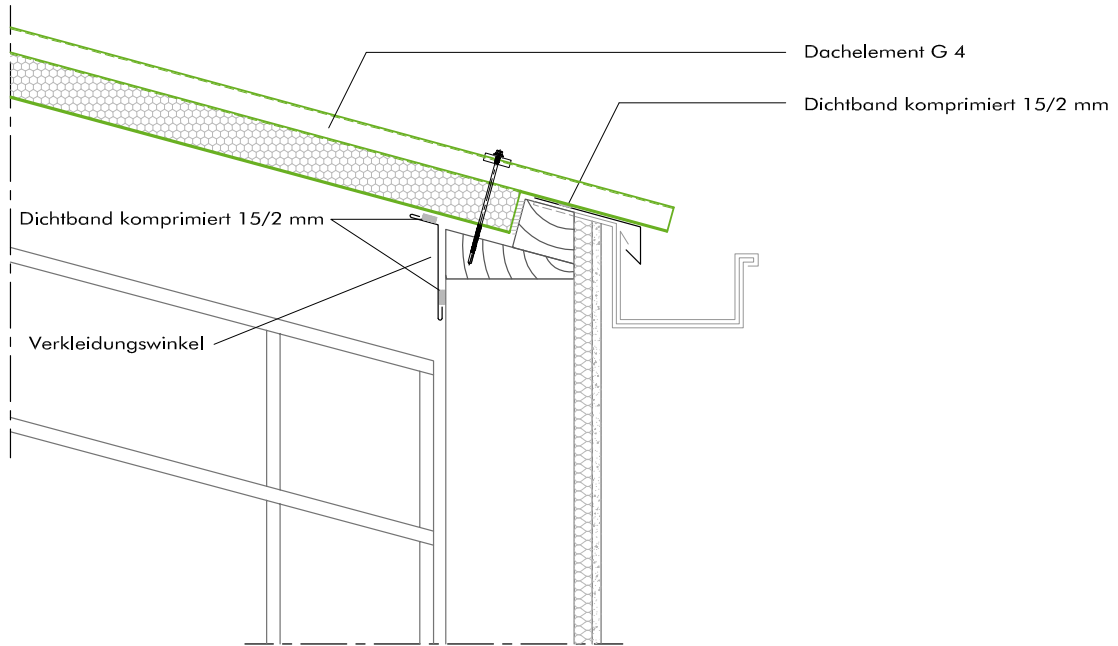 Dachelement G 4
Dichtband komprimiert 15/2 mm
Dichtband komprimiert 15/2 mm
Verkleidungswinkel